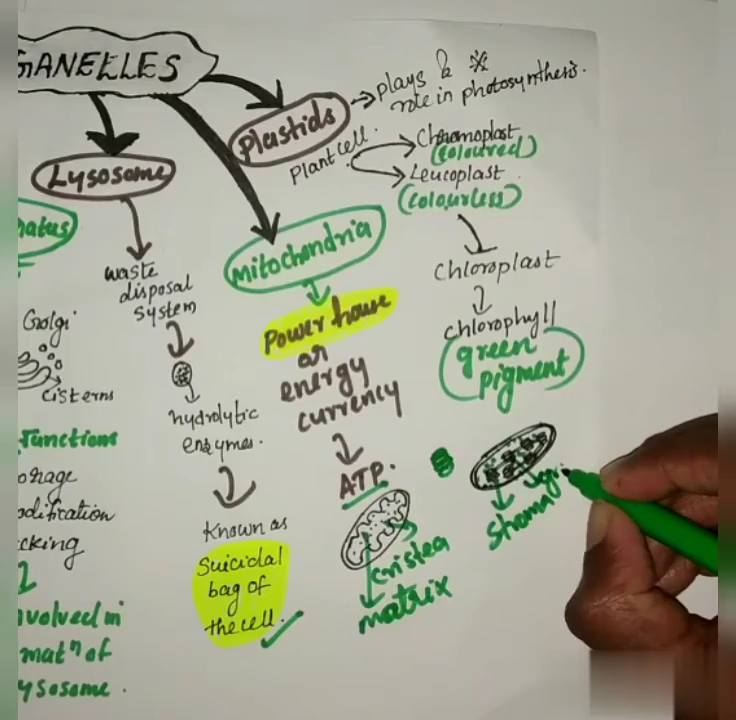 GANELLES
Plastids
plays
role in photosynthesis.
Plant cell.
Chromoplast
(coloured)
Leucoplast
(colourless)
Chloroplast
chlorophyll
green
pigment
stroma
Lysosome
waste
disposal
system
hydrolytic
enzymes.
Known as
Suicidal
bag of
the cell.
Mitochondria
Power house
or
energy
currency
ATP.
cristea
matrix
ratus
Golgi
cisterns
Functions
orage
odification
cking
nvolved in
matⁿ of
ysosome.